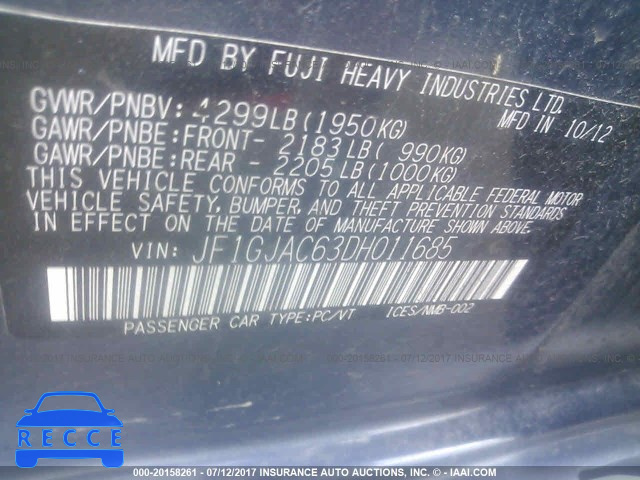 MFD BY FUJI HEAVY INDUSTRIES LTD.
GVWR/PNBV: 4299LB(1950KG) MFD IN 10/12
GAWR/PNBE:FRONT- 2183LB( 990KG)
GAWR/PNBE:REAR - 2205LB(1000KG)
THIS VEHICLE CONFORMS TO ALL APPLICABLE FEDERAL MOTOR
VEHICLE SAFETY, BUMPER, AND THEFT PREVENTION STANDARDS
IN EFFECT ON THE DATE OF MANUFACTURE SHOWN ABOVE.
VIN: JF1GJAC63DH011685
PASSENGER CAR TYPE:PC/VT ICES/NMB-002
RECCE
000-20158261 - 07/12/2017 INSURANCE AUTO AUCTIONS, INC. - © - IAAI.COM